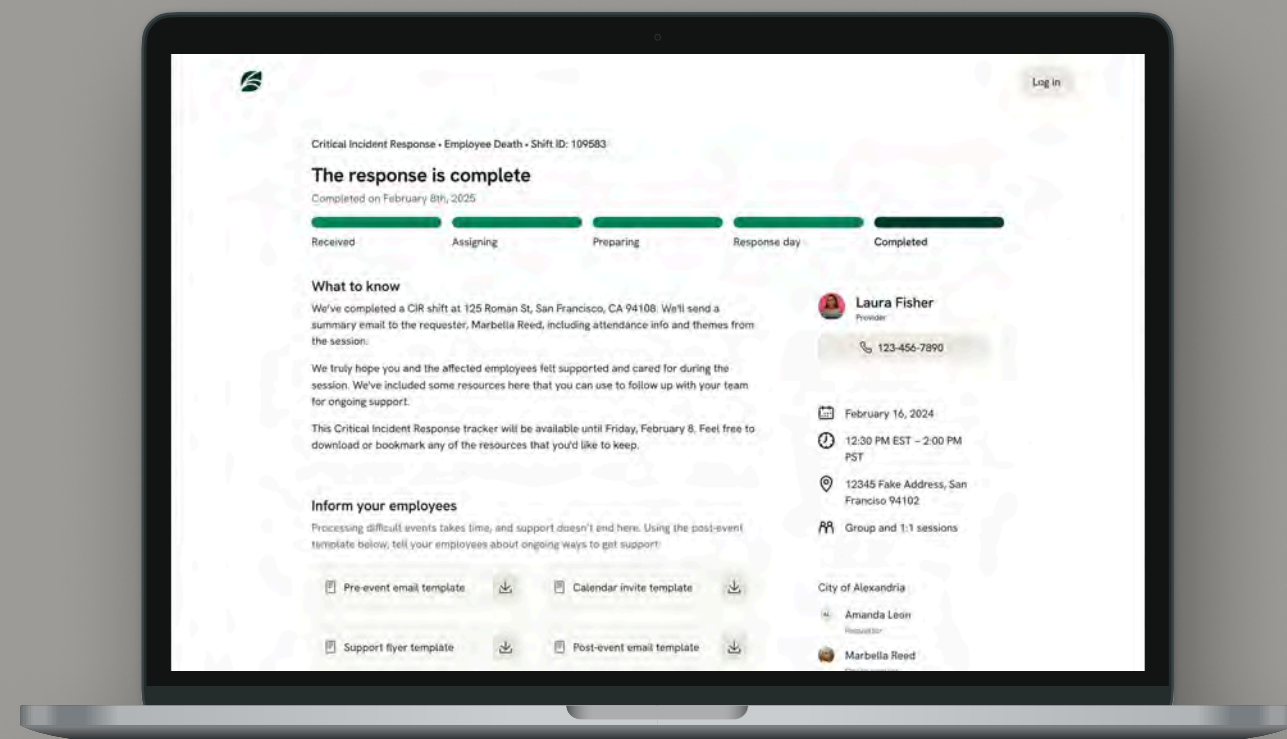 Log in
Critical Incident Response • Employee Death • Shift ID: 109583
The response is complete
Completed on February 8th, 2025
Received
Assigning
Preparing
Response day
Completed
What to know
We've completed a CIR shift at 125 Roman St, San Francisco, CA 94108. We'll send a
summary email to the requester, Marbella Reed, including attendance info and themes from
the session.
We truly hope you and the affected employees felt supported and cared for during the
session. We've included some resources here that you can use to follow up with your team
for ongoing support.
This Critical Incident Response tracker will be available until Friday, February 8. Feel free to
download or bookmark any of the resources that you'd like to keep.
Inform your employees
Processing difficult events takes time, and support doesn't end here. Using the post-event
template below, tell your employees about ongoing ways to get support.
Pre-event email template
Calendar invite template
Support flyer template
Post-event email template
Laura Fisher
Provider
123-456-7890
February 16, 2024
12:30 PM EST – 2:00 PM
PST
12345 Fake Address, San
Franciso 94102
Group and 1:1 sessions
City of Alexandria
Amanda Leon
Requestor
Marbella Reed